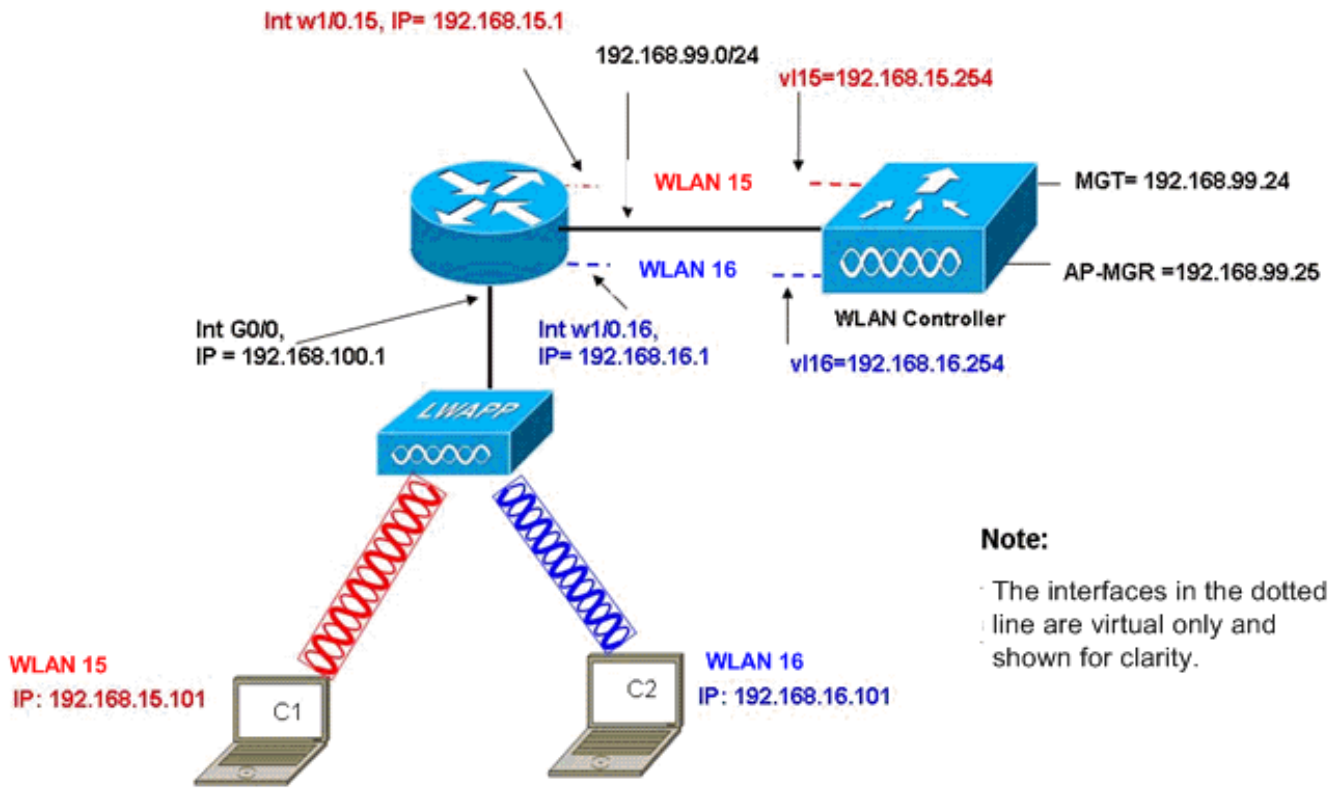 Int w1/0.15, IP= 192.168.15.1
192.168.99.0/24
vl15=192.168.15.254
WLAN 15
MGT= 192.168.99.24
WLAN 16
AP-MGR =192.168.99.25
WLAN Controller
Int G0/0,
IP = 192.168.100.1
Int w1/0.16,
IP= 192.168.16.1
vl16=192.168.16.254
LWAPP
Note:
The interfaces in the dotted
line are virtual only and
shown for clarity.
WLAN 15
IP: 192.168.15.101
C1
WLAN 16
IP: 192.168.16.101
C2